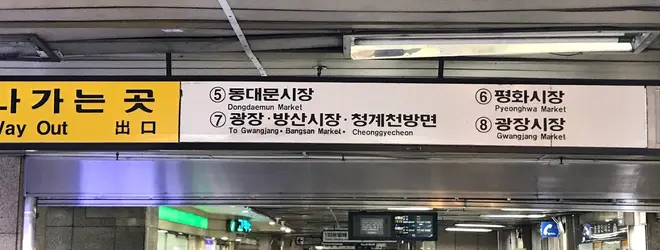 나가는 곳
Way Out 出口
⑤ 동대문시장
Dongdaemun Market
⑦ 광장·방산시장·청계천방면
To Gwangjang• Bangsan Market• Cheonggyecheon
⑥ 평화시장
Pyeonghwa Market
⑧ 광장시장
Gwangjang Market